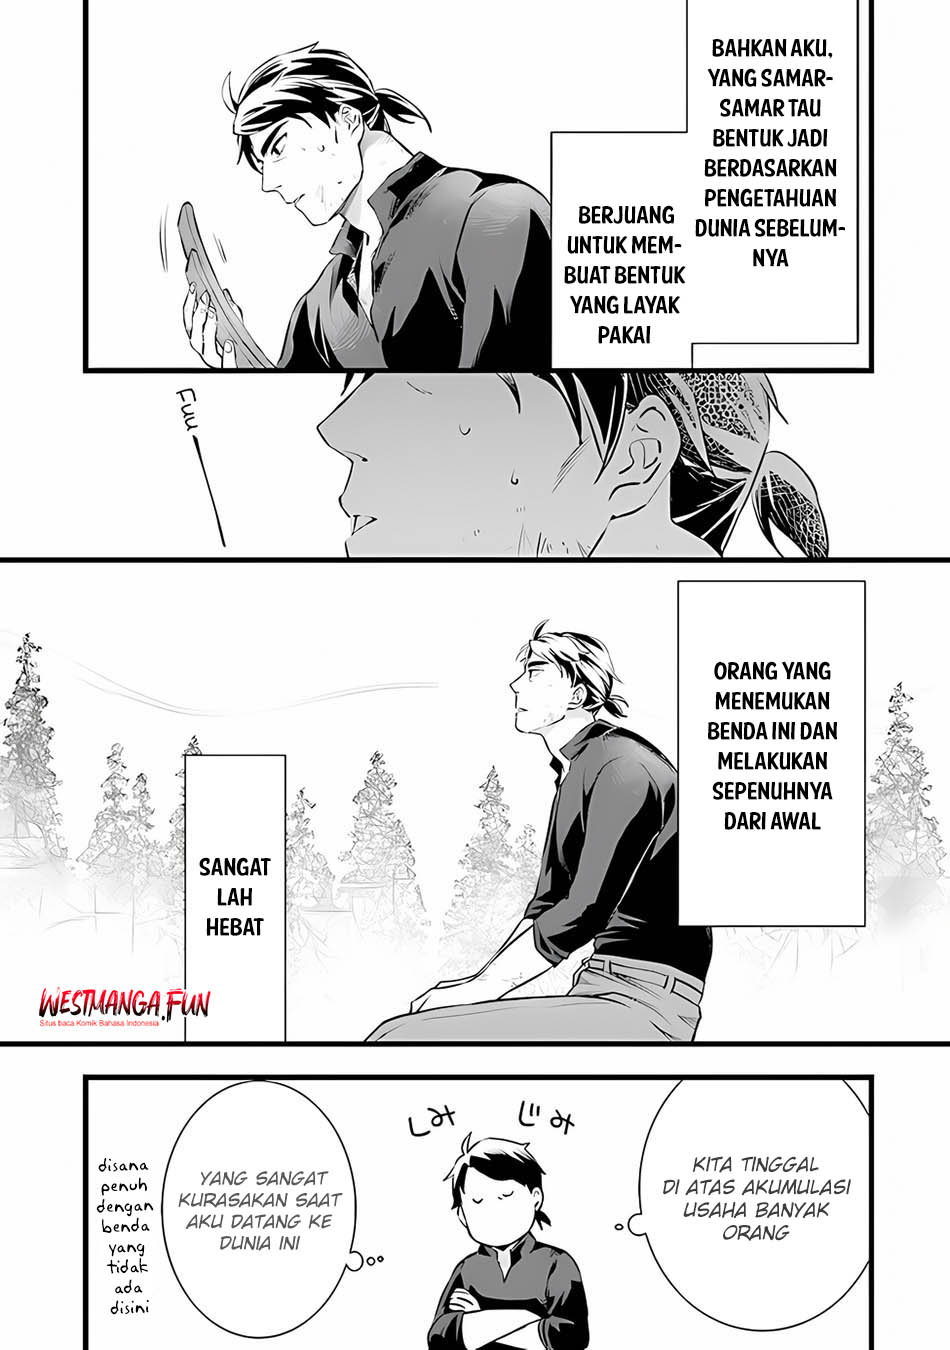 BAHKAN AKU,
YANG SAMAR-
SAMAR TAU
BENTUK JADI
BERDASARKAN
PENGETAHUAN
DUNIA SEBELUM-
NYA
BERJUANG
UNTUK MEM-
BUAT BENTUK
YANG LAYAK
PAKAI
Fuu
ORANG YANG
MENEMUKAN
BENDA INI DAN
MELAKUKAN
SEPENUHNYA
DARI AWAL
SANGAT
LAH
HEBAT
WESTMANGA.FUN
Situs baca Komik Bahasa Indonesia
KITA TINGGAL
DI ATAS AKUMULASI
USAHA BANYAK
ORANG
しみ
じみ
YANG SANGAT
KURASAKAN SAAT
AKU DATANG KE
DUNIA INI
disana
penuh
dengan
benda
yang
tidak
ada
disini